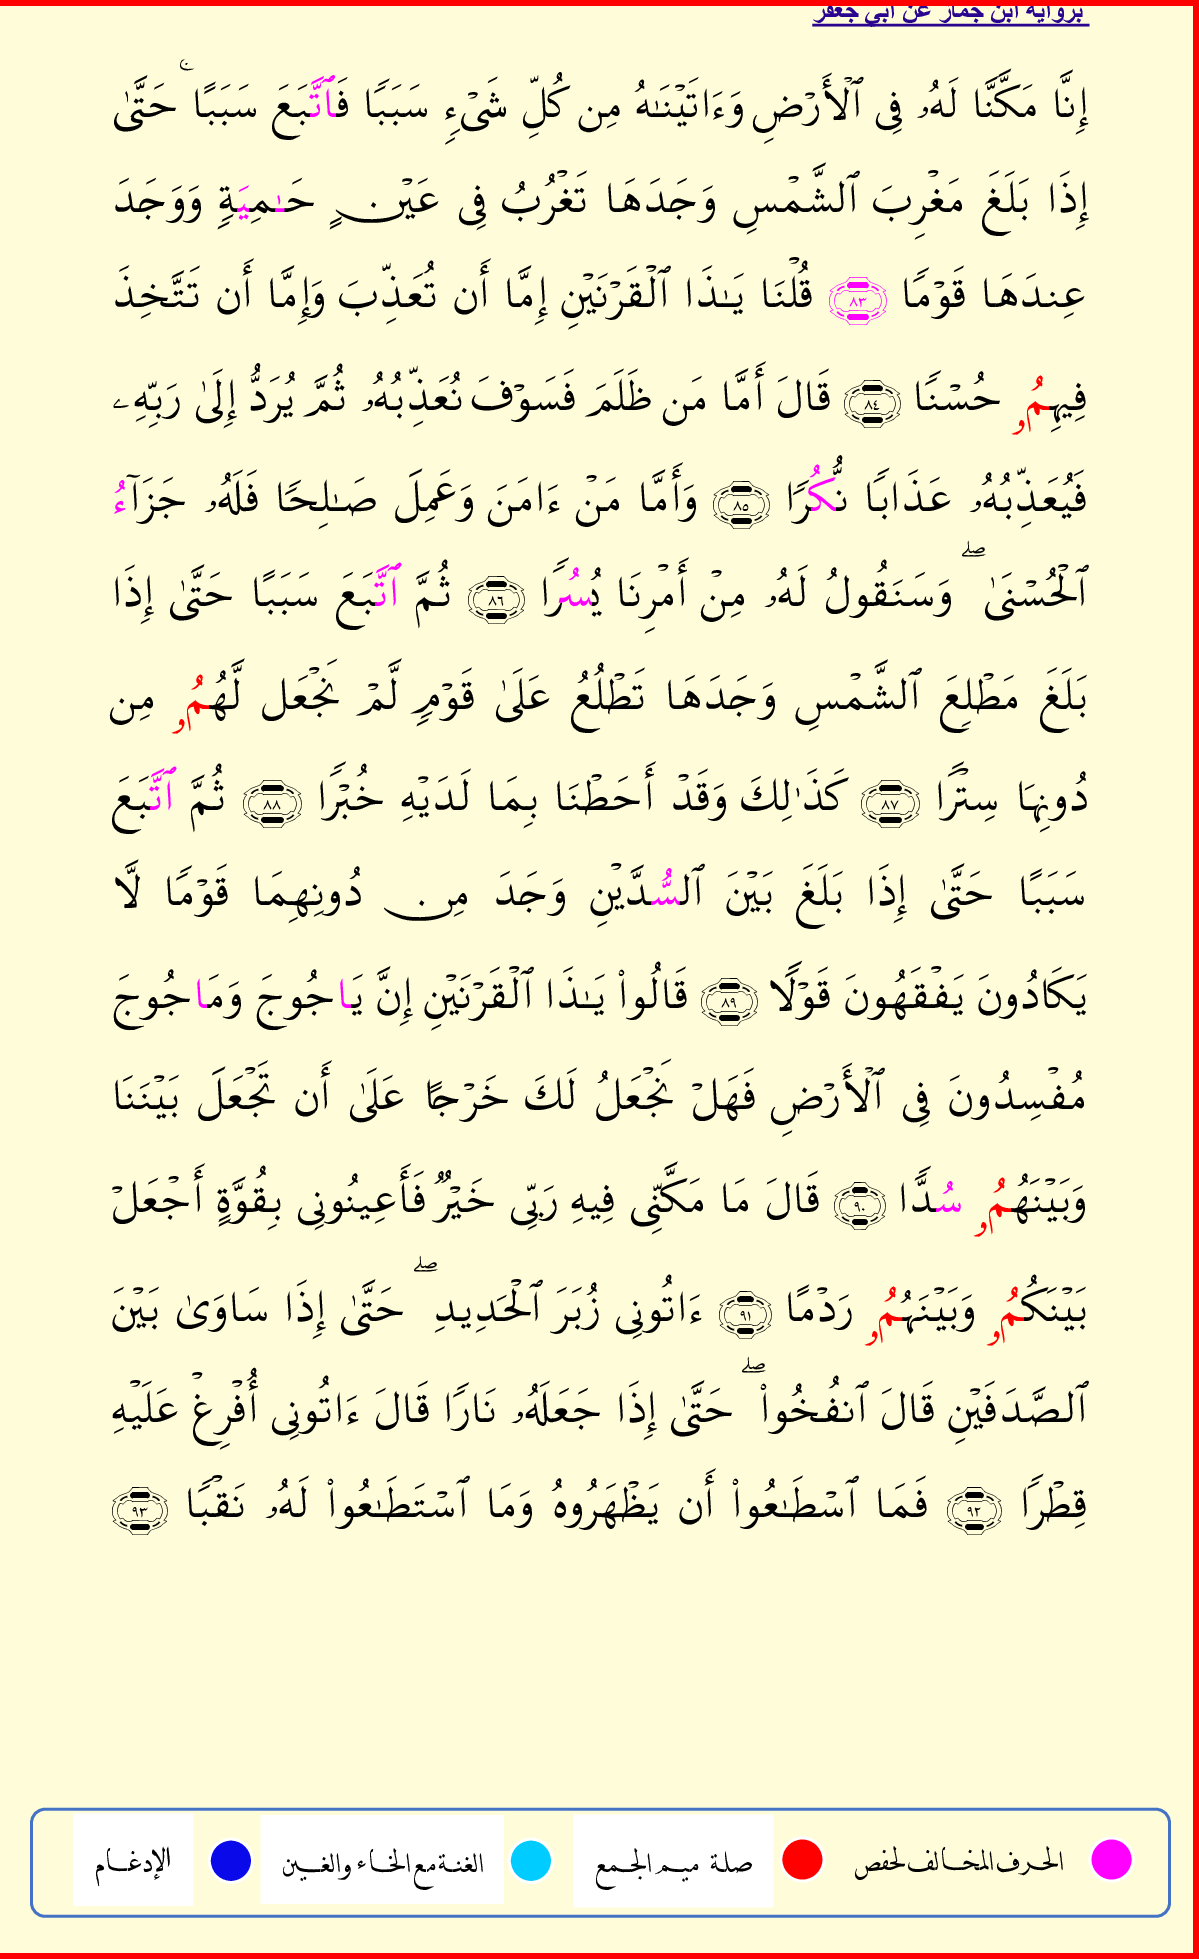 برواية ابن جماز عن أبي جعفر
إِنَّا مَكَّنَّا لَهُۥ فِى ٱلْأَرْضِ وَءَاتَيْنَـٰهُ مِن كُلِّ شَىْءٍۢ سَبَبًا فَٱتَّبَعَ سَبَبًا ۚ حَتَّىٰ
إِذَا بَلَغَ مَغْرِبَ ٱلشَّمْسِ وَجَدَهَا تَغْرُبُ فِى عَيْنٍ حَـٰمِيَةٍ وَوَجَدَ
عِندَهَا قَوْمًا ٨٣ قُلْنَا يَـٰذَا ٱلْقَرْنَيْنِ إِمَّا أَن تُعَذِّبَ وَإِمَّا أَن تَتَّخِذَ
فِيهِمُۥ حُسْنًا ٨٤ قَالَ أَمَّا مَن ظَلَمَ فَسَوْفَ نُعَذِّبُهُۥ ثُمَّ يُرَدُّ إِلَىٰ رَبِّهِۦ
فَيُعَذِّبُهُۥ عَذَابًا نُّكُرًا ٨٥ وَأَمَّا مَنْ ءَامَنَ وَعَمِلَ صَـٰلِحًا فَلَهُۥ جَزَآءُ
ٱلْحُسْنَىٰ ۖ وَسَنَقُولُ لَهُۥ مِنْ أَمْرِنَا يُسُرًا ٨٦ ثُمَّ ٱتَّبَعَ سَبَبًا حَتَّىٰ إِذَا
بَلَغَ مَطْلِعَ ٱلشَّمْسِ وَجَدَهَا تَطْلُعُ عَلَىٰ قَوْمٍ لَّمْ نَجْعَل لَّهُمُۥ مِن
دُونِهَا سِتْرًا ٨٧ كَذَٰلِكَ وَقَدْ أَحَطْنَا بِمَا لَدَيْهِ خُبْرًا ٨٨ ثُمَّ ٱتَّبَعَ
سَبَبًا حَتَّىٰ إِذَا بَلَغَ بَيْنَ ٱلسُّدَّيْنِ وَجَدَ مِن دُونِهِمَا قَوْمًا لَّا
يَكَادُونَ يَفْقَهُونَ قَوْلًا ٨٩ قَالُوا۟ يَـٰذَا ٱلْقَرْنَيْنِ إِنَّ يَاجُوجَ وَمَاجُوجَ
مُفْسِدُونَ فِى ٱلْأَرْضِ فَهَلْ نَجْعَلُ لَكَ خَرْجًا عَلَىٰ أَن تَجْعَلَ بَيْنَنَا
وَبَيْنَهُمُۥ سُدًّا ٩٠ قَالَ مَا مَكَّنِّى فِيهِ رَبِّى خَيْرٌ فَأَعِينُونِى بِقُوَّةٍ أَجْعَلْ
بَيْنَكُمُۥ وَبَيْنَهُمُۥ رَدْمًا ٩١ ءَاتُونِى زُبَرَ ٱلْحَدِيدِ ۖ حَتَّىٰ إِذَا سَاوَىٰ بَيْنَ
ٱلصَّدَفَيْنِ قَالَ ٱنفُخُوا۟ ۖ حَتَّىٰ إِذَا جَعَلَهُۥ نَارًا قَالَ ءَاتُونِى أُفْرِغْ عَلَيْهِ
قِطْرًا ٩٢ فَمَا ٱسْطَـٰعُوا۟ أَن يَظْهَرُوهُ وَمَا ٱسْتَطَـٰعُوا۟ لَهُۥ نَقْبًا ٩٣
الحرف المخالف لحفص صلة ميم الجمع الغنة مع الخاء والغين الإدغام